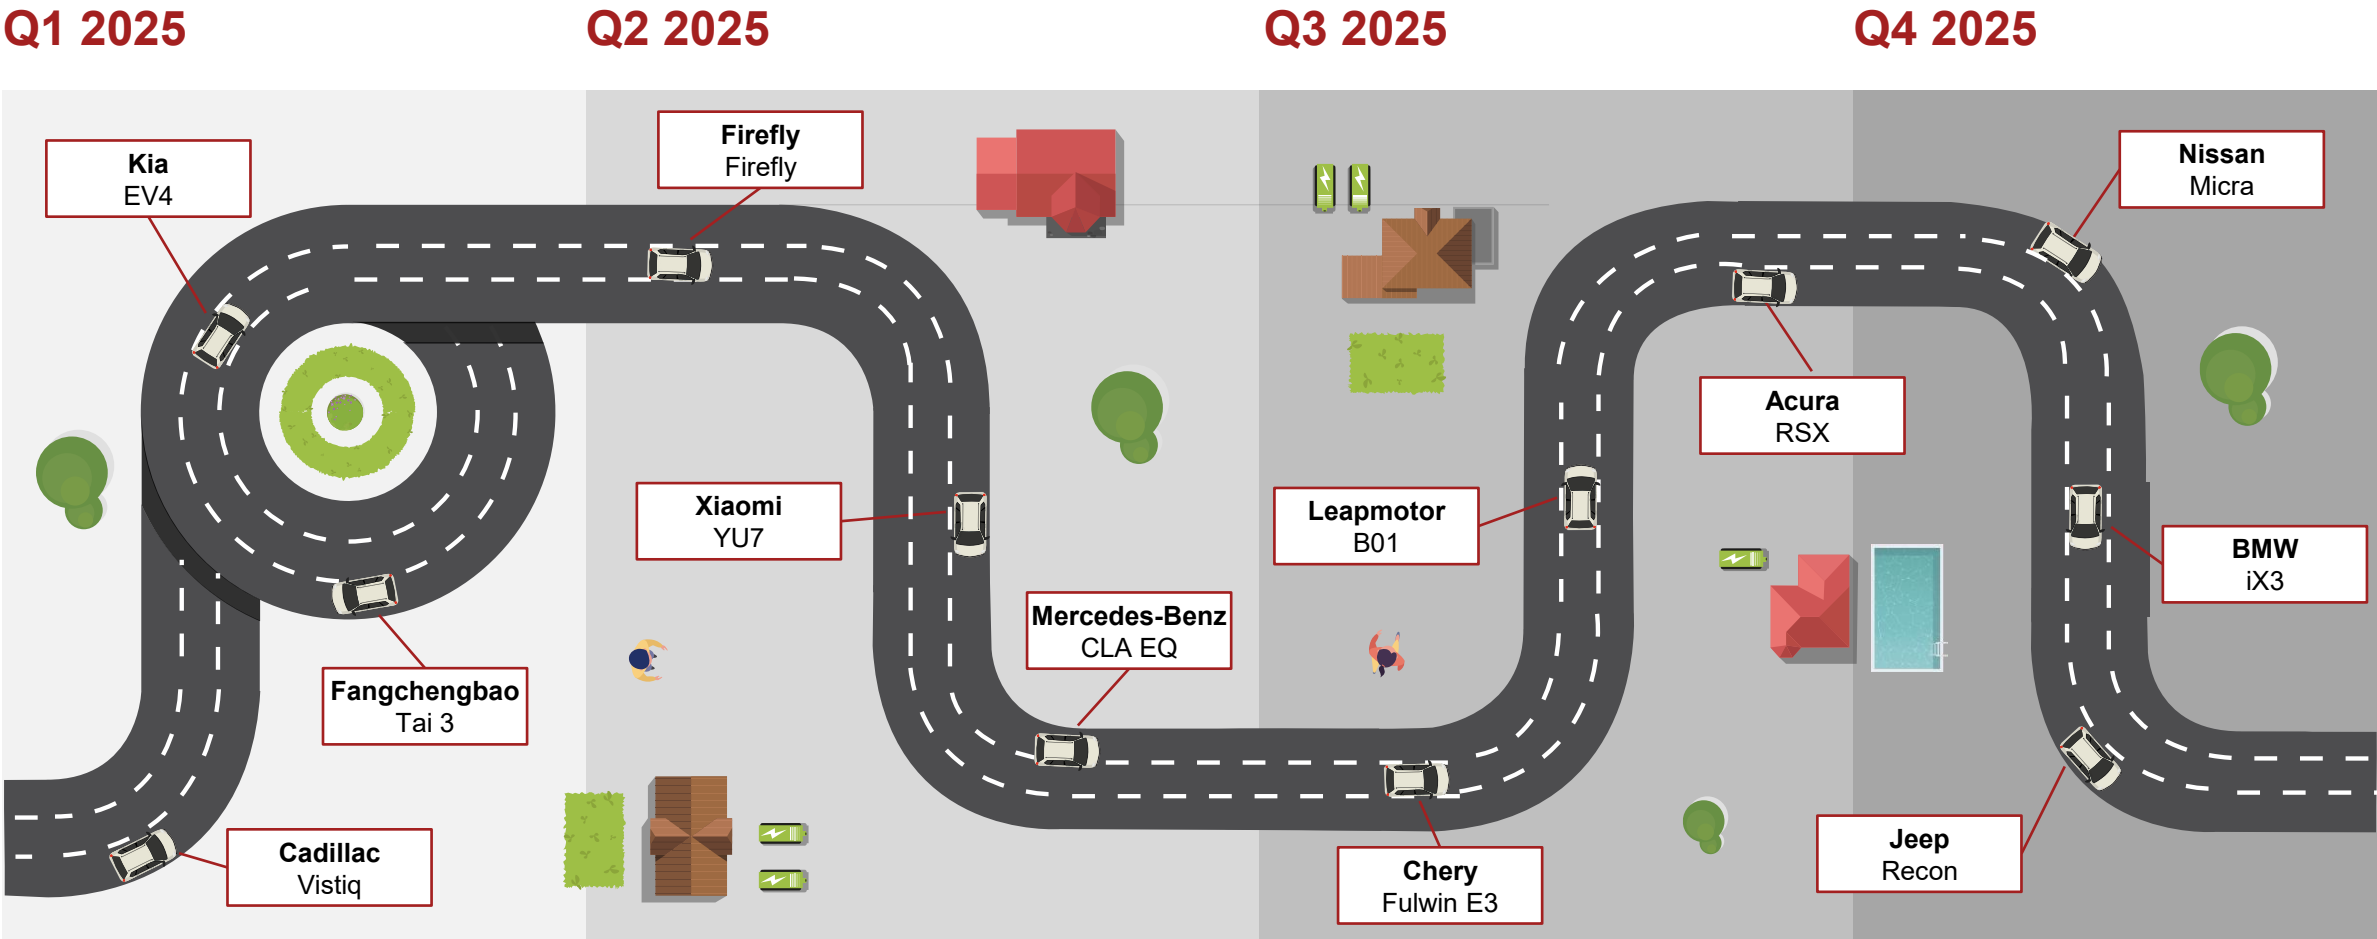 Q1 2025
Q2 2025
Q3 2025
Q4 2025
Kia
EV4
Fangchengbao
Tai 3
Cadillac
Vistiq
Firefly
Firefly
Xiaomi
YU7
Mercedes-Benz
CLA EQ
Chery
Fulwin E3
Leapmotor
B01
Acura
RSX
Nissan
Micra
BMW
iX3
Jeep
Recon